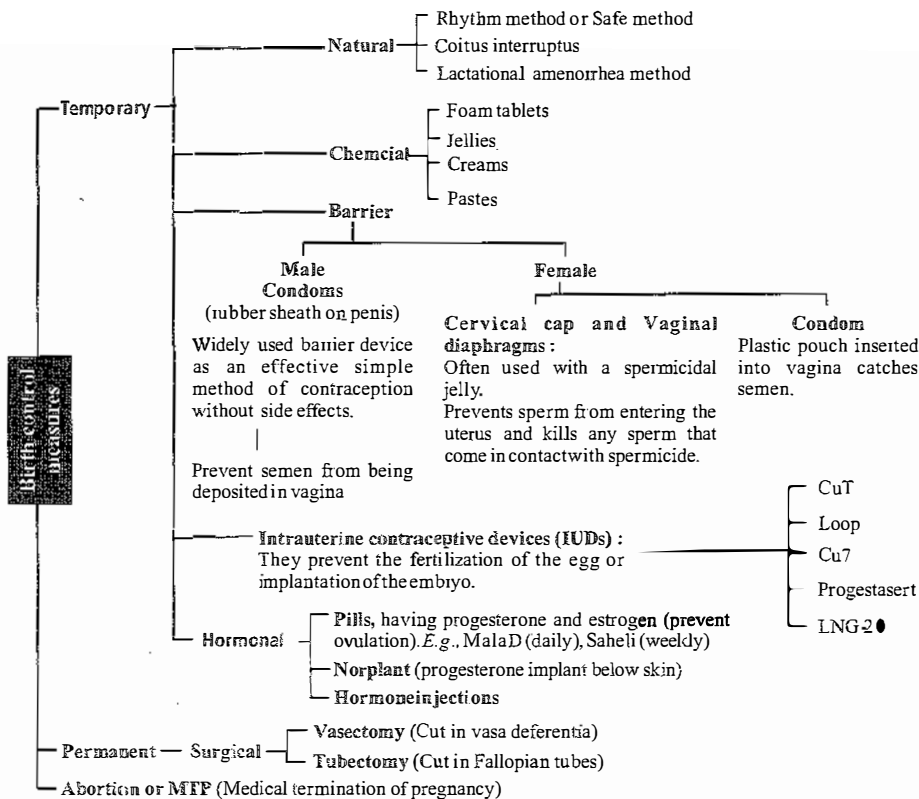 Rhythm method or Safe method
Natural
Coitus interruptus
Lactational amenorrhea method
Temporary
Foam tablets
Jellies
Chemcial
Creams
Pastes
Barrier
Male
Condoms
(rubber sheath on penis)
Widely used barrier device
as an effective simple
method of contraception
without side effects.
Prevent semen from being
deposited in vagina
Female
Cervical cap and Vaginal
diaphragms :
Often used with a spermicidal
jelly.
Prevents sperm from entering the
uterus and kills any sperm that
come in contact with spermicide.
Condom
Plastic pouch inserted
into vagina catches
semen.
Birth control
measures
Intrauterine contraceptive devices (IUDs) :
They prevent the fertilization of the egg or
implantation of the embryo.
CuT
Loop
Cu7
Progestasert
LNG-20
Hormonal
Pills, having progesterone and estrogen (prevent
ovulation). E.g., MalaD (daily), Saheli (weekly)
Norplant (progesterone implant below skin)
Hormone injections
Permanent
Surgical
Vasectomy (Cut in vasa deferentia)
Tubectomy (Cut in Fallopian tubes)
Abortion or MTP (Medical termination of pregnancy)